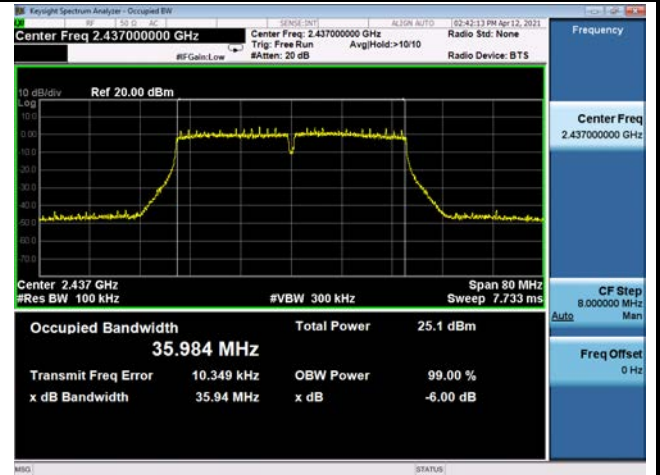 Keysight Spectrum Analyzer - Occupied BW
RF 50 Ω AC SENSE:INT ALIGN AUTO 02:42:13 PM Apr 12, 2021
Center Freq 2.437000000 GHz Center Freq: 2.437000000 GHz Radio Std: None Frequency
Trig: Free Run Avg|Hold:>10/10
#IFGain:Low #Atten: 20 dB Radio Device: BTS
10 dB/div Ref 20.00 dBm
Log
10.0
0.00
-10.0
-20.0
-30.0
-40.0
-50.0
-60.0
-70.0
Center Freq
2.437000000 GHz
Center 2.437 GHz Span 80 MHz
#Res BW 100 kHz #VBW 300 kHz Sweep 7.733 ms
CF Step
8.000000 MHz
Auto Man
Occupied Bandwidth Total Power 25.1 dBm
35.984 MHz
Freq Offset
0 Hz
Transmit Freq Error 10.349 kHz OBW Power 99.00 %
x dB Bandwidth 35.94 MHz x dB -6.00 dB
MSG STATUS